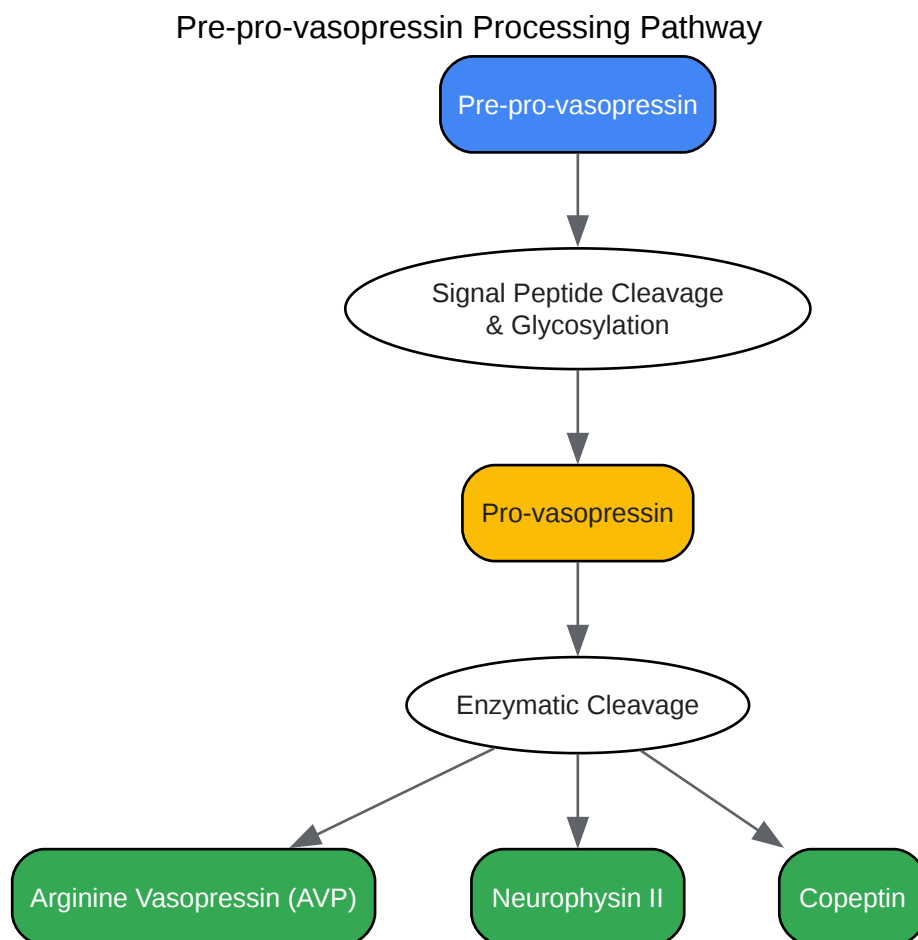 Pre-pro-vasopressin Processing Pathway
Pre-pro-vasopressin
Signal Peptide Cleavage
& Glycosylation
Pro-vasopressin
Enzymatic Cleavage
Arginine Vasopressin (AVP)
Neurophysin II
Copeptin